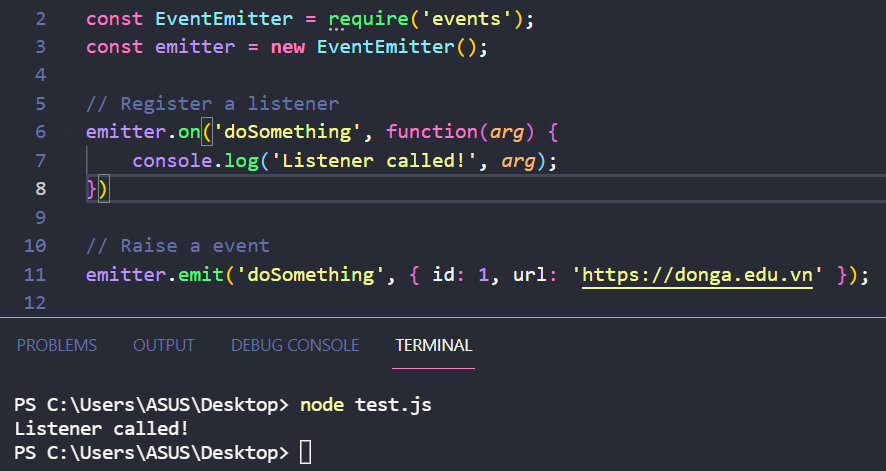 2 const EventEmitter = require('events');
3 const emitter = new EventEmitter();
4
5 // Register a listener
6 emitter.on('doSomething', function(arg) {
7     console.log('Listener called!', arg);
8 })
9
10 // Raise a event
11 emitter.emit('doSomething', { id: 1, url: 'https://donga.edu.vn' });
12
PROBLEMS OUTPUT DEBUG CONSOLE TERMINAL
PS C:\Users\ASUS\Desktop> node test.js
Listener called!
PS C:\Users\ASUS\Desktop>